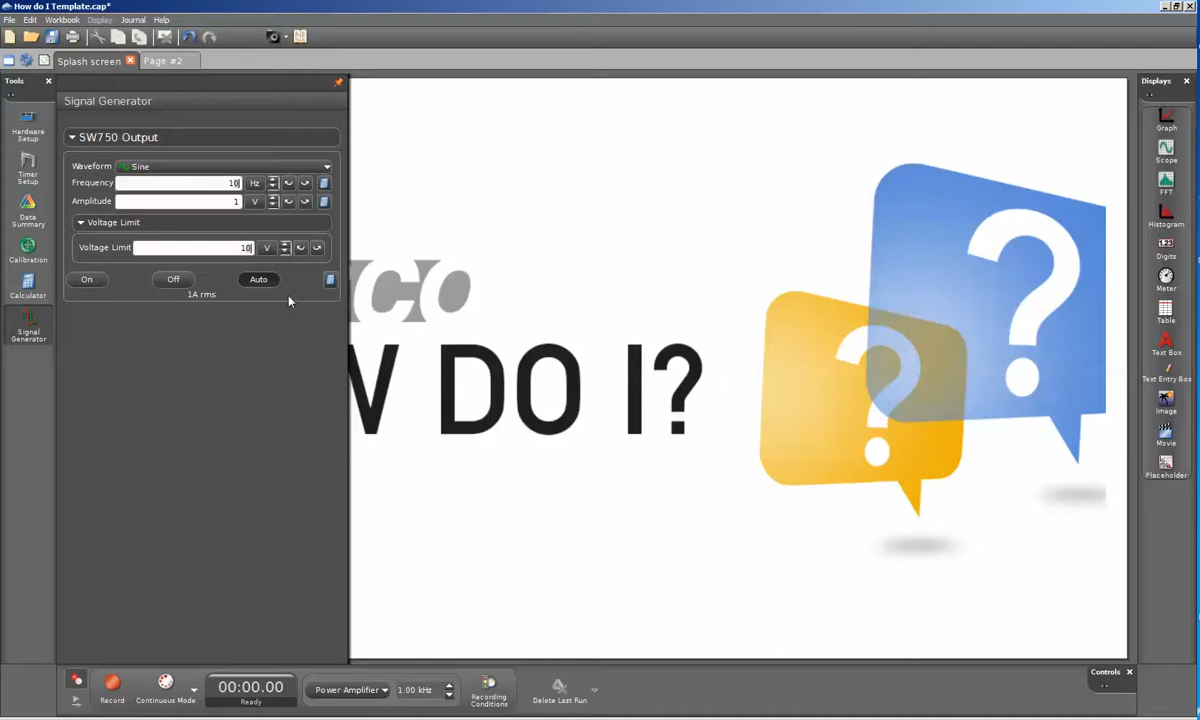 How do I Template.cap*
File Edit Workbook Display Journal Help
Splash screen Page #2
Tools
Hardware Setup
Timer Setup
Data Summary
Calibration
Calculator
Signal Generator
Signal Generator
SW750 Output
Waveform Sine
Frequency 10 Hz
Amplitude 1 V
Voltage Limit
Voltage Limit 10 V
On Off Auto
1A rms
CO
DO I?
? ?
Displays
Graph
Scope
FFT
Histogram
123
Digits
Meter
Table
A
Text Box
Text Entry Box
Image
Movie
Placeholder
Record
Continuous Mode
00:00.00
Ready
Power Amplifier 1.00 kHz
Recording Conditions
Delete Last Run
Controls